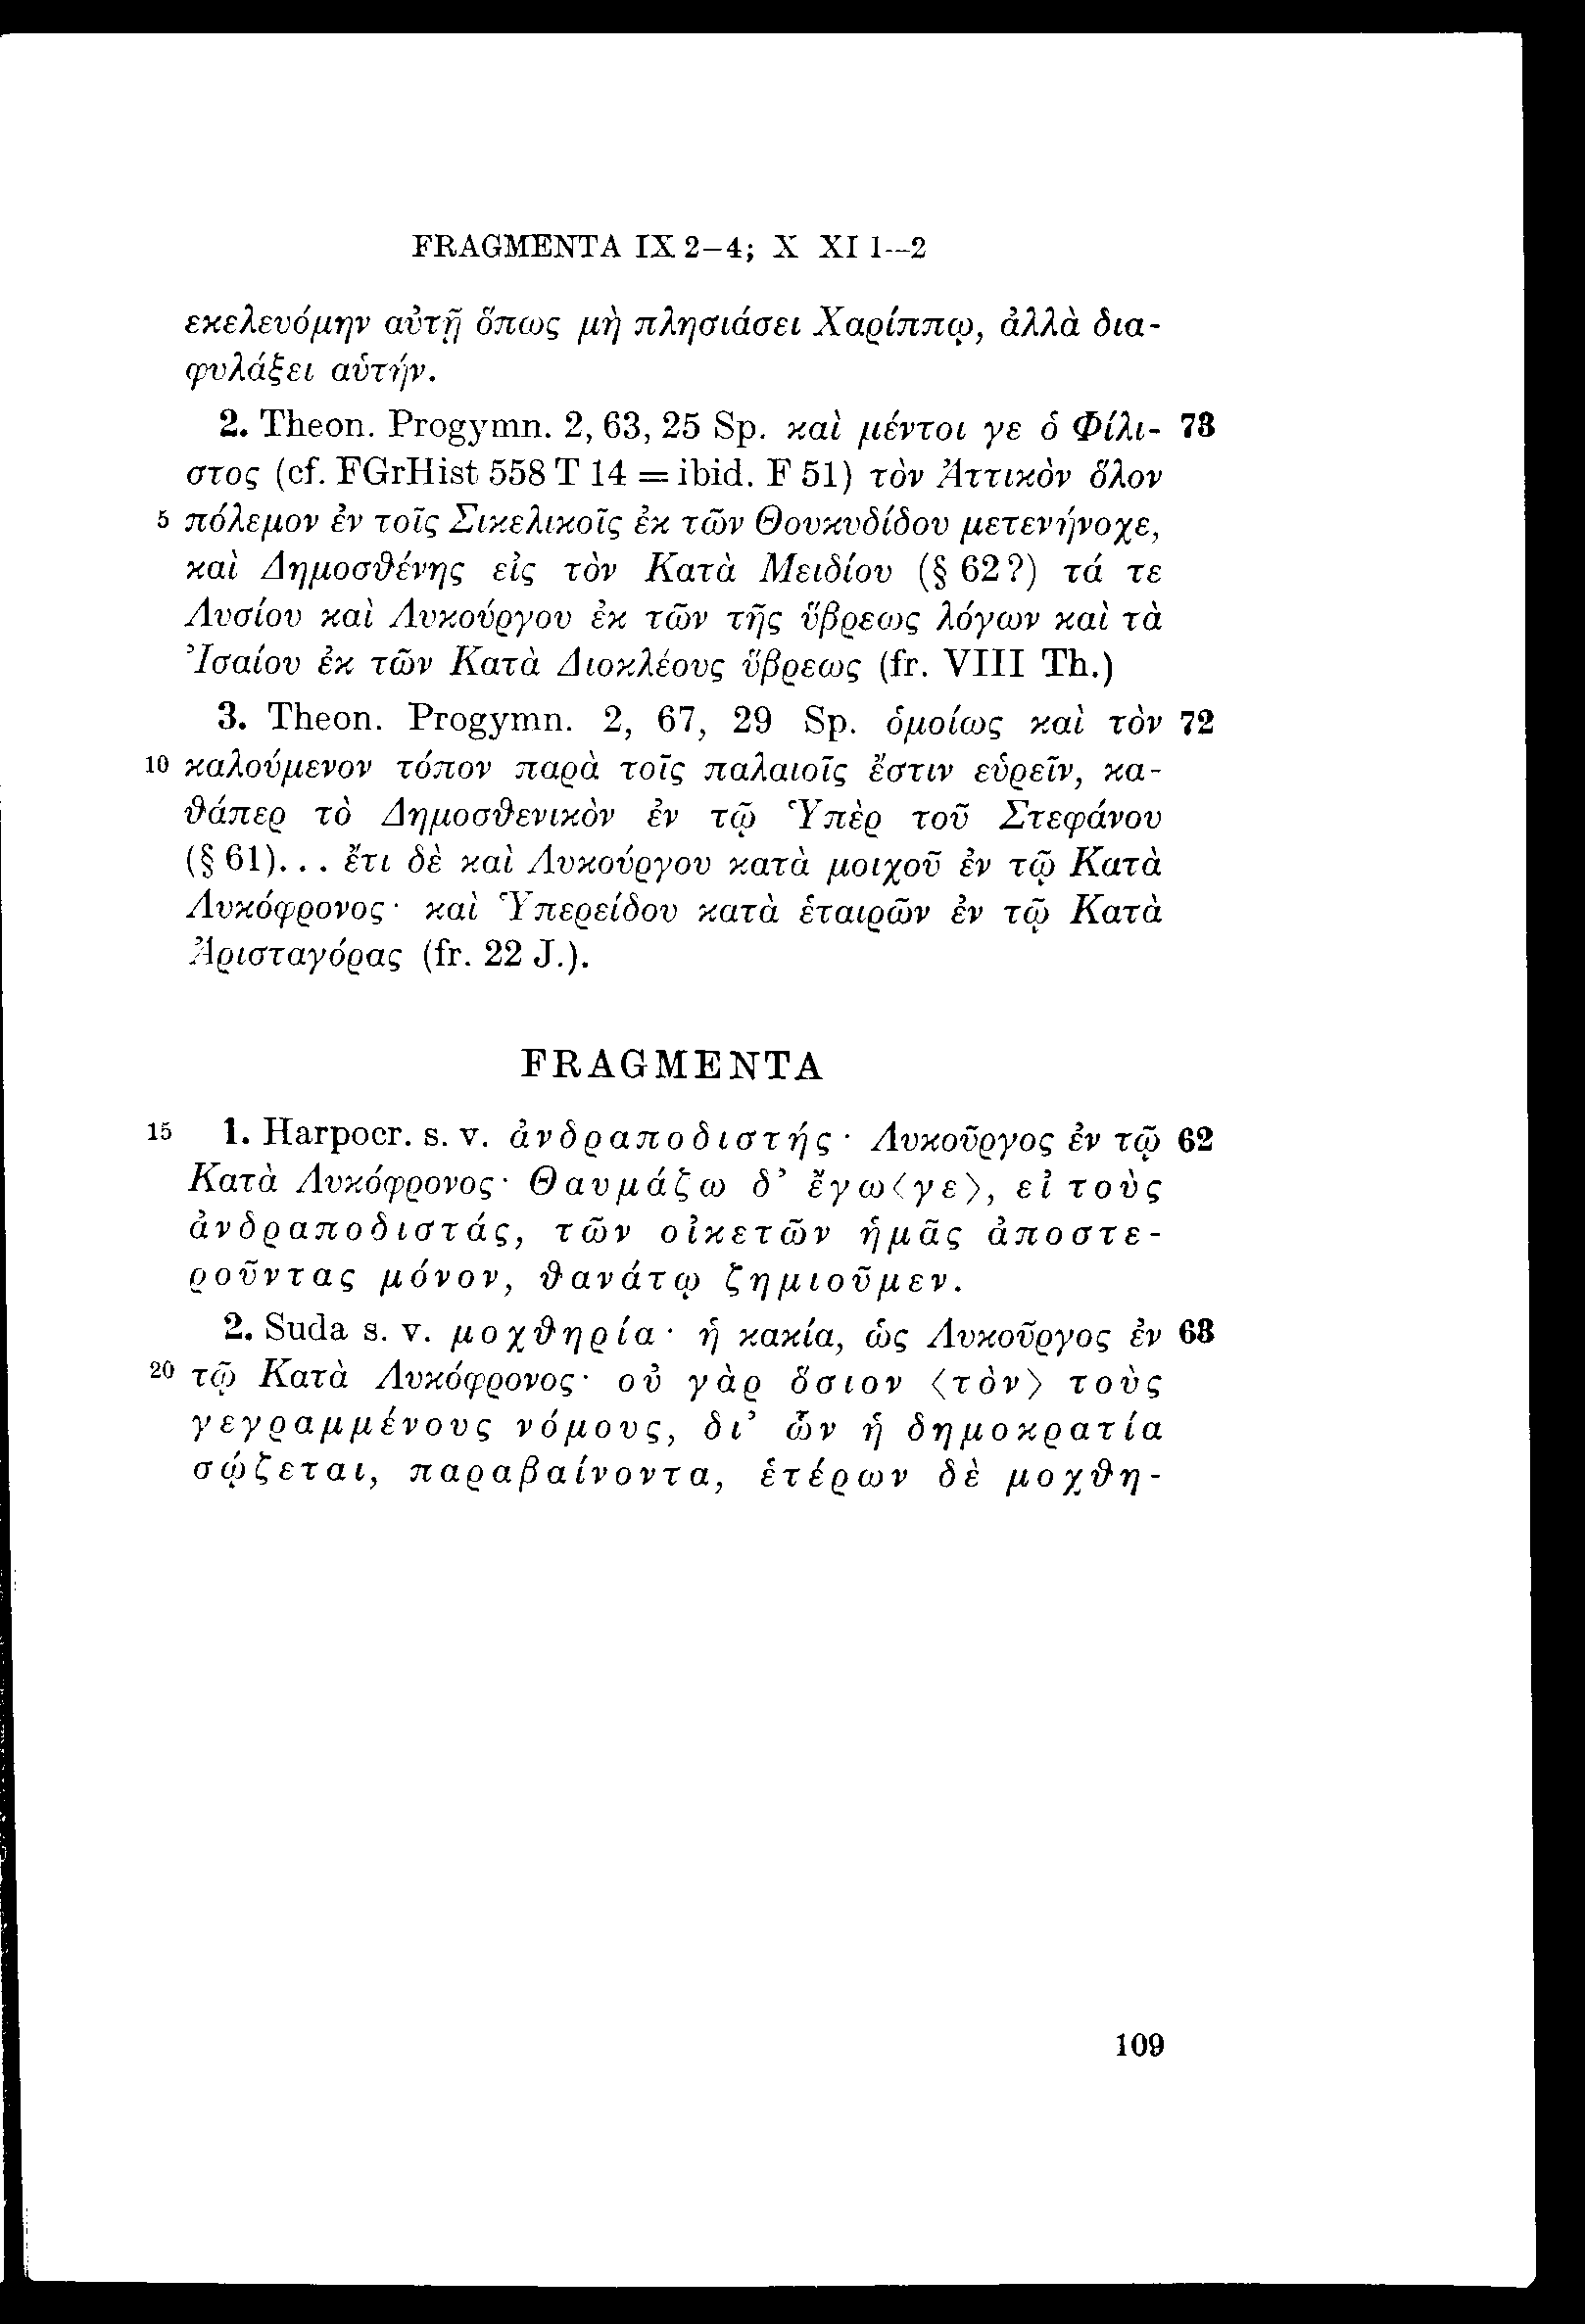 FRAGMENTA IX 2–4; X XI 1–2
εκελευόμην αὐτῇ ὅπως μὴ πλησιάσει Χαρίππῳ, ἀλλὰ δια-
φυλάξει αὑτήν.
2. Theon. Progymn. 2, 63, 25 Sp. καὶ μέντοι γε ὁ Φίλι- 73
στος (cf. FGrHist 558 T 14 = ibid. F 51) τὸν Ἀττικὸν ὅλον
5 πόλεμον ἐν τοῖς Σικελικοῖς ἐκ τῶν Θουκυδίδου μετενήνοχε,
καὶ Δημοσθένης εἰς τὸν Κατὰ Μειδίου (§ 62?) τά τε
Λυσίου καὶ Λυκούργου ἐκ τῶν τῆς ὕβρεως λόγων καὶ τὰ
Ἰσαίου ἐκ τῶν Κατὰ Διοκλέους ὕβρεως (fr. VIII Th.)
3. Theon. Progymn. 2, 67, 29 Sp. ὁμοίως καὶ τὸν 72
10 καλούμενον τόπον παρὰ τοῖς παλαιοῖς ἔστιν εὑρεῖν, κα-
θάπερ τὸ Δημοσθενικὸν ἐν τῷ Ὑπὲρ τοῦ Στεφάνου
(§ 61)... ἔτι δὲ καὶ Λυκούργου κατὰ μοιχοῦ ἐν τῷ Κατὰ
Λυκόφρονος· καὶ Ὑπερείδου κατὰ ἑταιρῶν ἐν τῷ Κατὰ
Ἀρισταγόρας (fr. 22 J.).
FRAGMENTA
15 1. Harpocr. s. v. ἀνδραποδιστής· Λυκοῦργος ἐν τῷ 62
Κατὰ Λυκόφρονος· Θαυμάζω δ’ ἔγω⟨γε⟩, εἰ τοὺς
ἀνδραποδιστάς, τῶν οἰκετῶν ἡμᾶς ἀποστε-
ροῦντας μόνον, θανάτῳ ζημιοῦμεν.
2. Suda s. v. μοχθηρία· ἡ κακία, ὡς Λυκοῦργος ἐν 63
20 τῷ Κατὰ Λυκόφρονος· οὐ γὰρ ὅσιον ⟨τὸν⟩ τοὺς
γεγραμμένους νόμους, δι’ ὧν ἡ δημοκρατία
σῴζεται, παραβαίνοντα, ἑτέρων δὲ μοχθη-
109